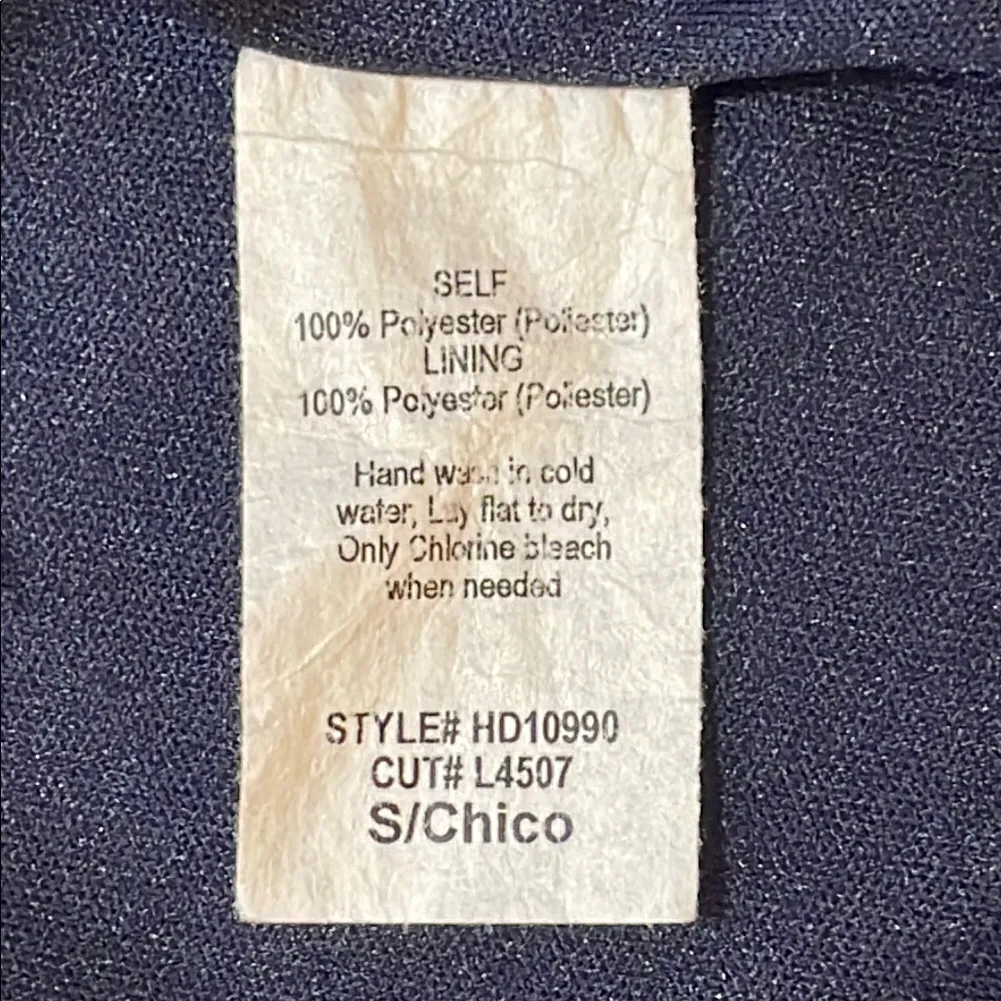 SELF
100% Polyester (Poliester)
LINING
100% Polyester (Poliester)
Hand wash in cold
water, Lay flat to dry,
Only Chlorine bleach
when needed
STYLE# HD10990
CUT# L4507
S/Chico